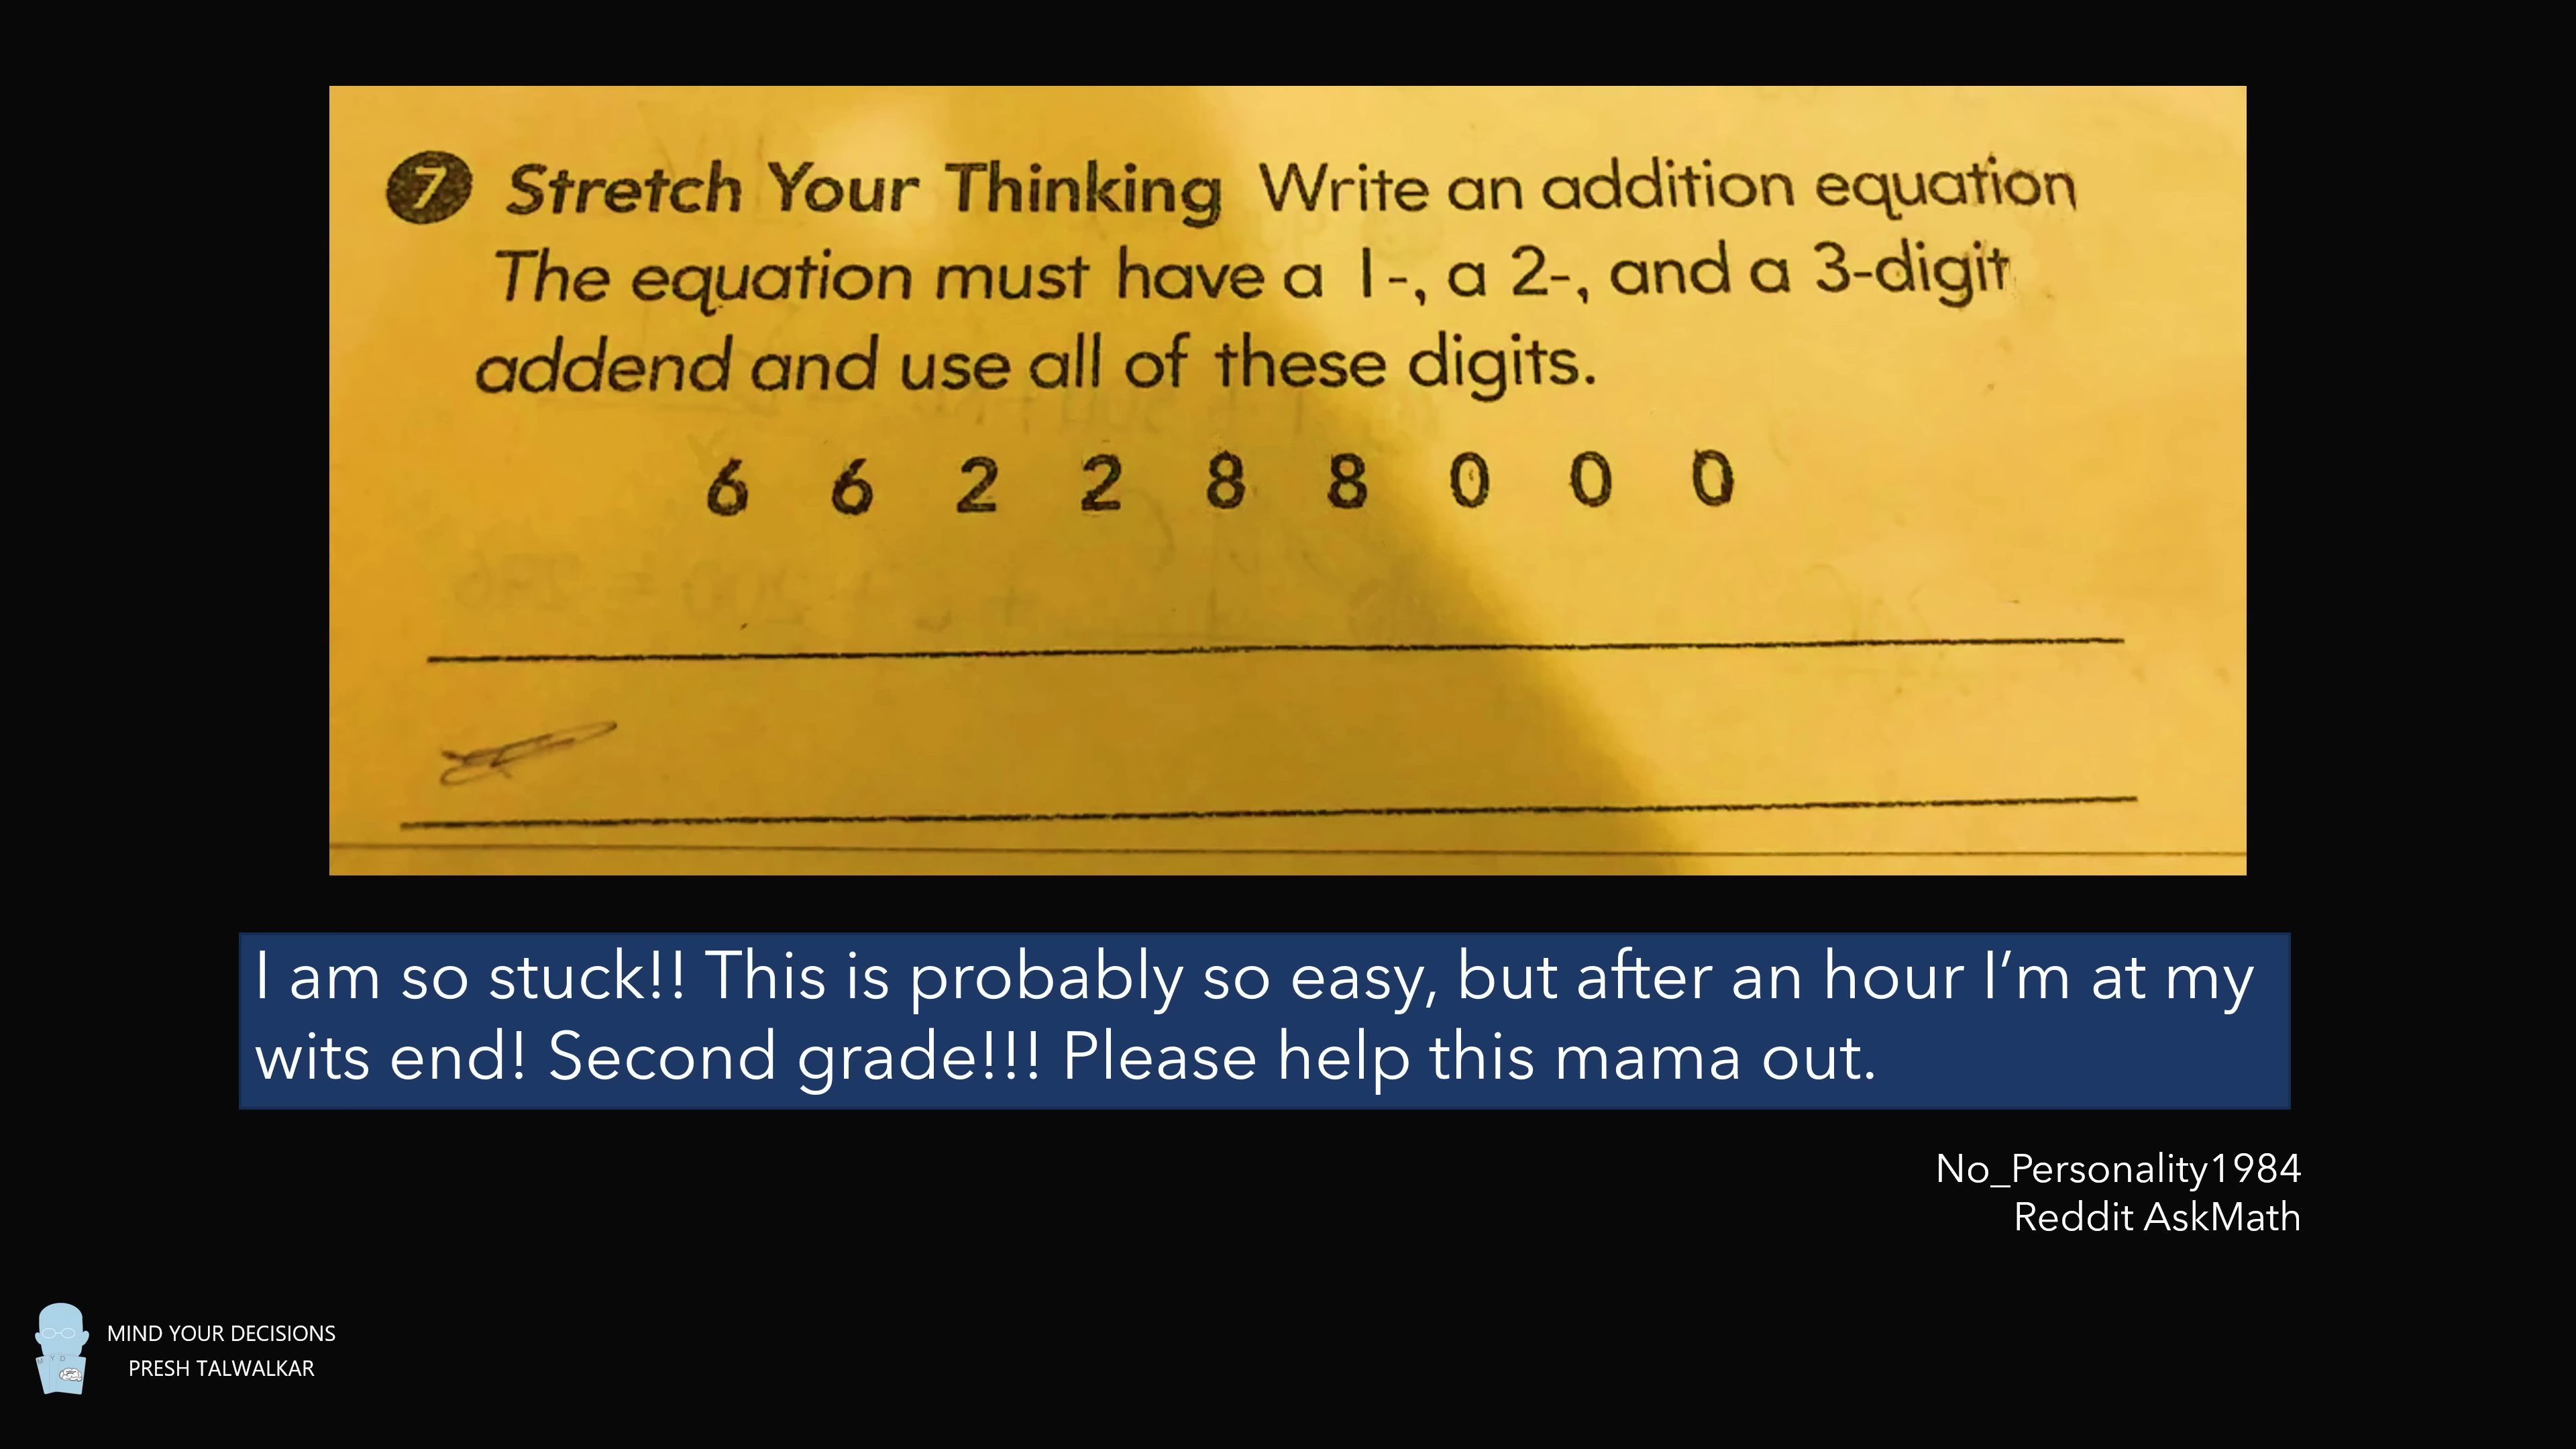 7 Stretch Your Thinking Write an addition equation
The equation must have a 1-, a 2-, and a 3-digit
addend and use all of these digits.
6 6 2 2 8 8 0 0 0
I am so stuck!! This is probably so easy, but after an hour I’m at my
wits end! Second grade!!! Please help this mama out.
No_Personality1984
Reddit AskMath
MIND YOUR DECISIONS
PRESH TALWALKAR